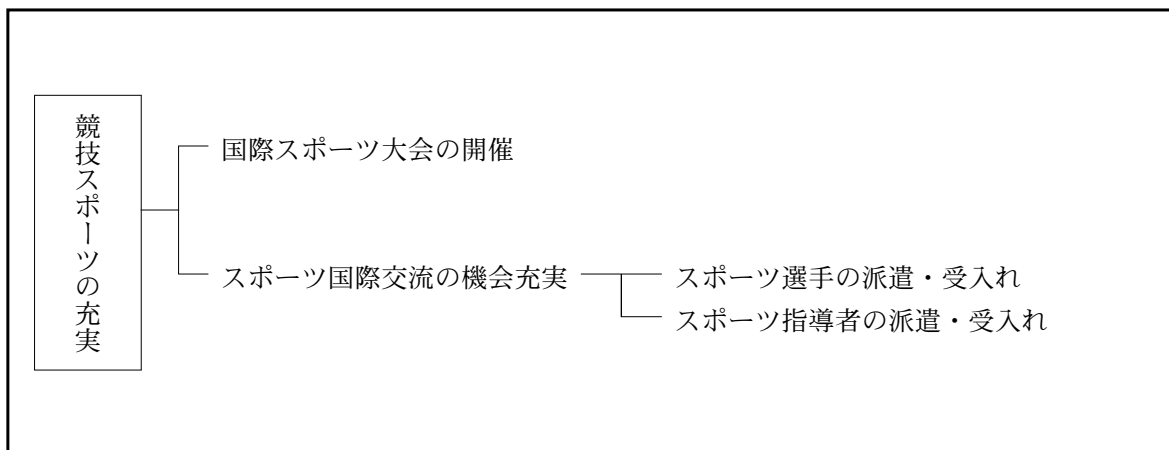 競技スポーツの充実
国際スポーツ大会の開催
スポーツ国際交流の機会充実
スポーツ選手の派遣・受入れ
スポーツ指導者の派遣・受入れ